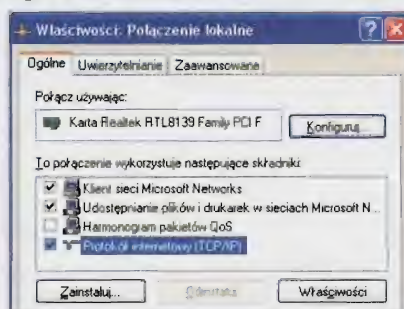 Właściwości: Połączenie lokalne
Ogólne Uwierzytelnianie Zaawansowane
Połącz używając:
Karta Realtek RTL8139 Family PCI F
Konfiguruj...
To połączenie wykorzystuje następujące składniki:
Klient sieci Microsoft Networks
Udostępnianie plików i drukarek w sieciach Microsoft N...
Harmonogram pakietów QoS
Protokół internetowy (TCP/IP)
Zainstaluj... Odinstaluj Właściwości